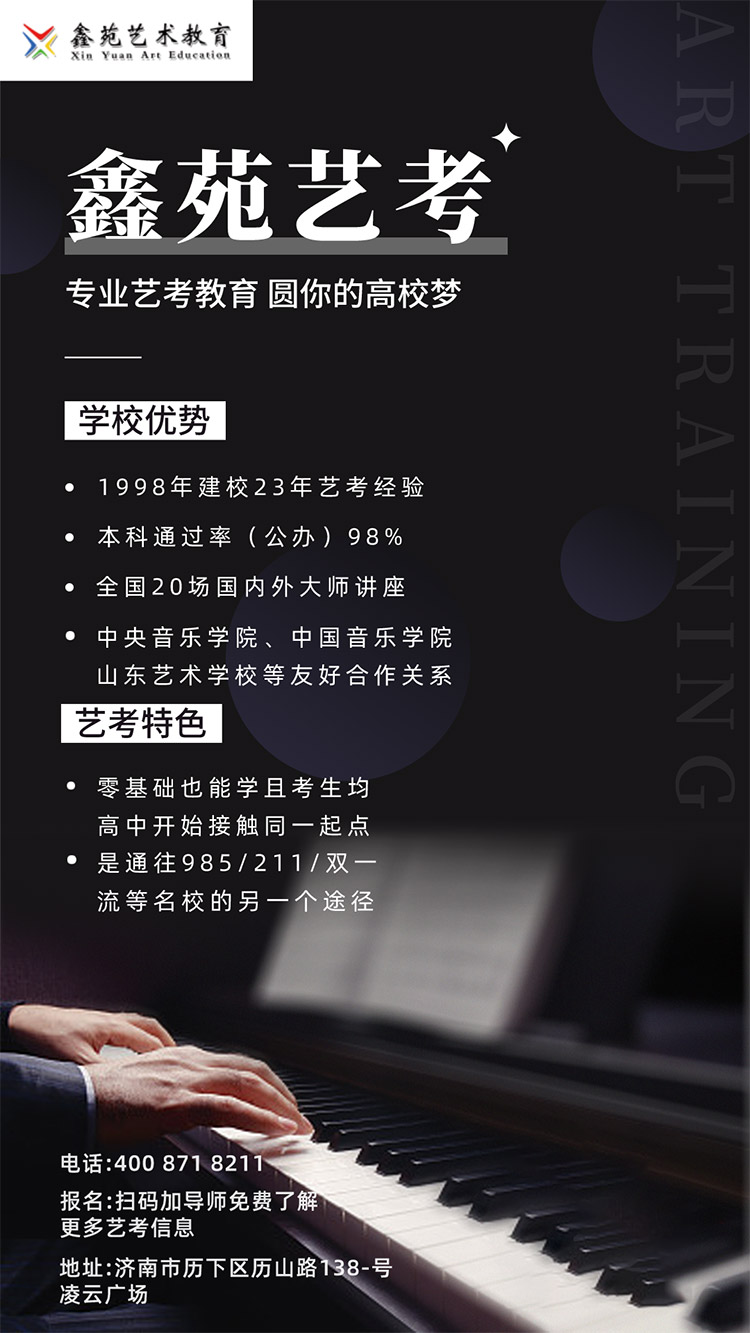 鑫苑艺术教育
Xin Yuan Art Education
鑫苑艺考
专业艺考教育 圆你的高校梦
学校优势
1998年建校23年艺考经验
本科通过率（公办）98%
全国20场国内外大师讲座
中央音乐学院、中国音乐学院
山东艺术学校等友好合作关系
艺考特色
零基础也能学且考生均
高中开始接触同一起点
是通往985/211/双一
流等名校的另一个途径
电话:400 871 8211
报名:扫码加导师免费了解
更多艺考信息
地址:济南市历下区历山路138-号
凌云广场
ART TRAINING